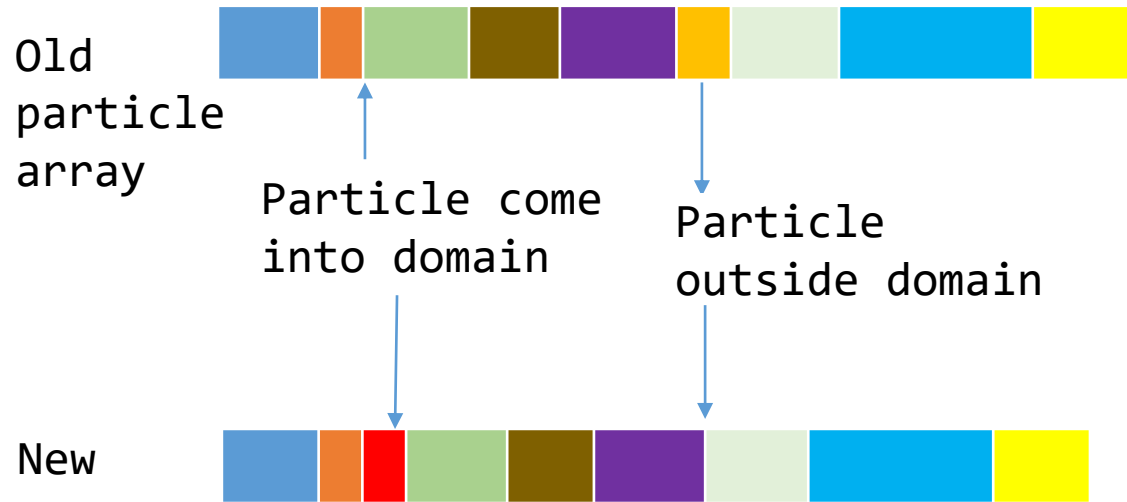 Old
particle
array
Particle come
into domain
Particle
outside domain
New